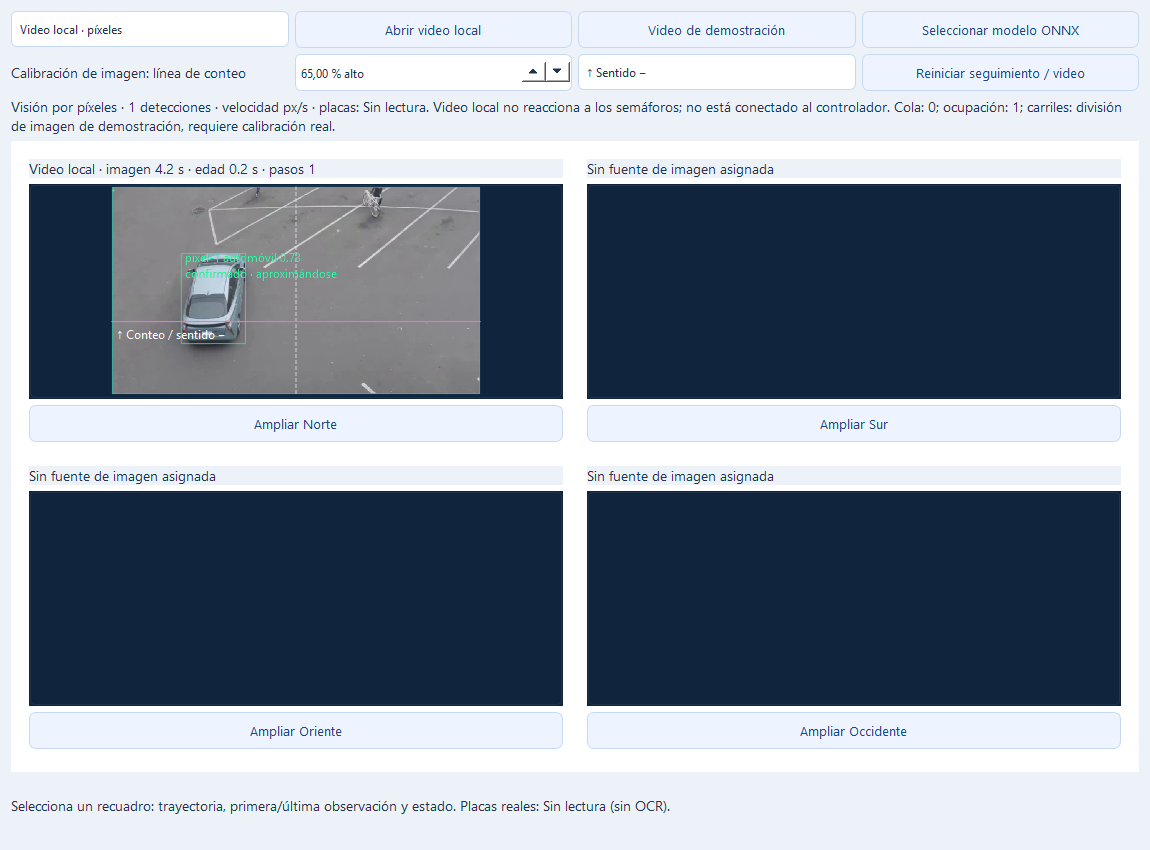 Video local · píxeles
Abrir video local
Video de demostración
Seleccionar modelo ONNX
Calibración de imagen: línea de conteo
65,00 % alto
↑ Sentido −
Reiniciar seguimiento / video
Visión por píxeles · 1 detecciones · velocidad px/s · placas: Sin lectura. Video local no reacciona a los semáforos; no está conectado al controlador. Cola: 0; ocupación: 1; carriles: división
de imagen de demostración, requiere calibración real.
Video local · imagen 4.2 s · edad 0.2 s · pasos 1
Sin fuente de imagen asignada
automóvil 0.73
confirmado · aproximándose
↑ Conteo / sentido −
Ampliar Norte
Ampliar Sur
Sin fuente de imagen asignada
Sin fuente de imagen asignada
Ampliar Oriente
Ampliar Occidente
Selecciona un recuadro: trayectoria, primera/última observación y estado. Placas reales: Sin lectura (sin OCR).